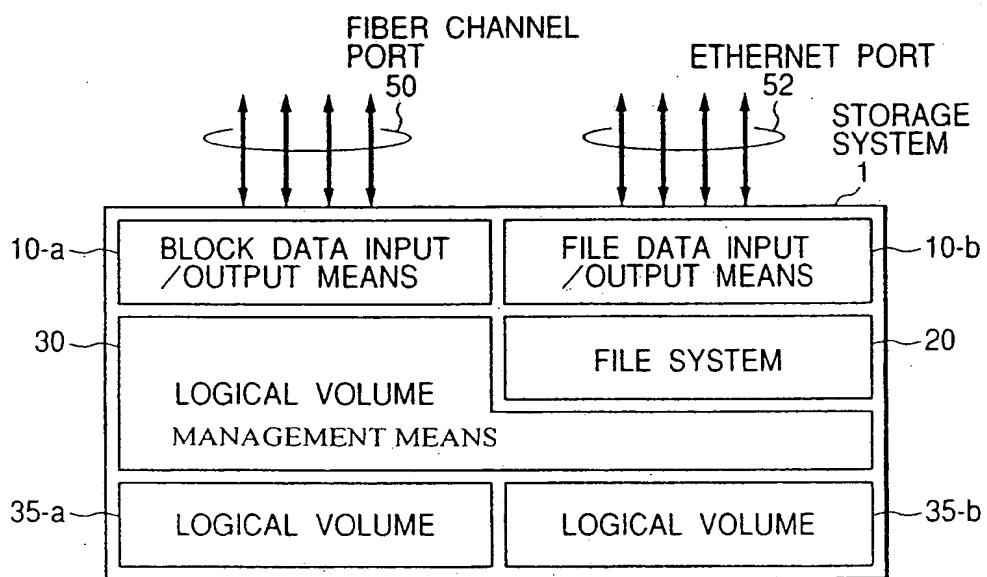 FIBER CHANNEL
PORT
50
ETHERNET PORT
52
STORAGE
SYSTEM
1
10-a
BLOCK DATA INPUT
/OUTPUT MEANS
FILE DATA INPUT
/OUTPUT MEANS
10-b
30
LOGICAL VOLUME
MANAGEMENT MEANS
FILE SYSTEM
20
35-a
LOGICAL VOLUME
LOGICAL VOLUME
35-b